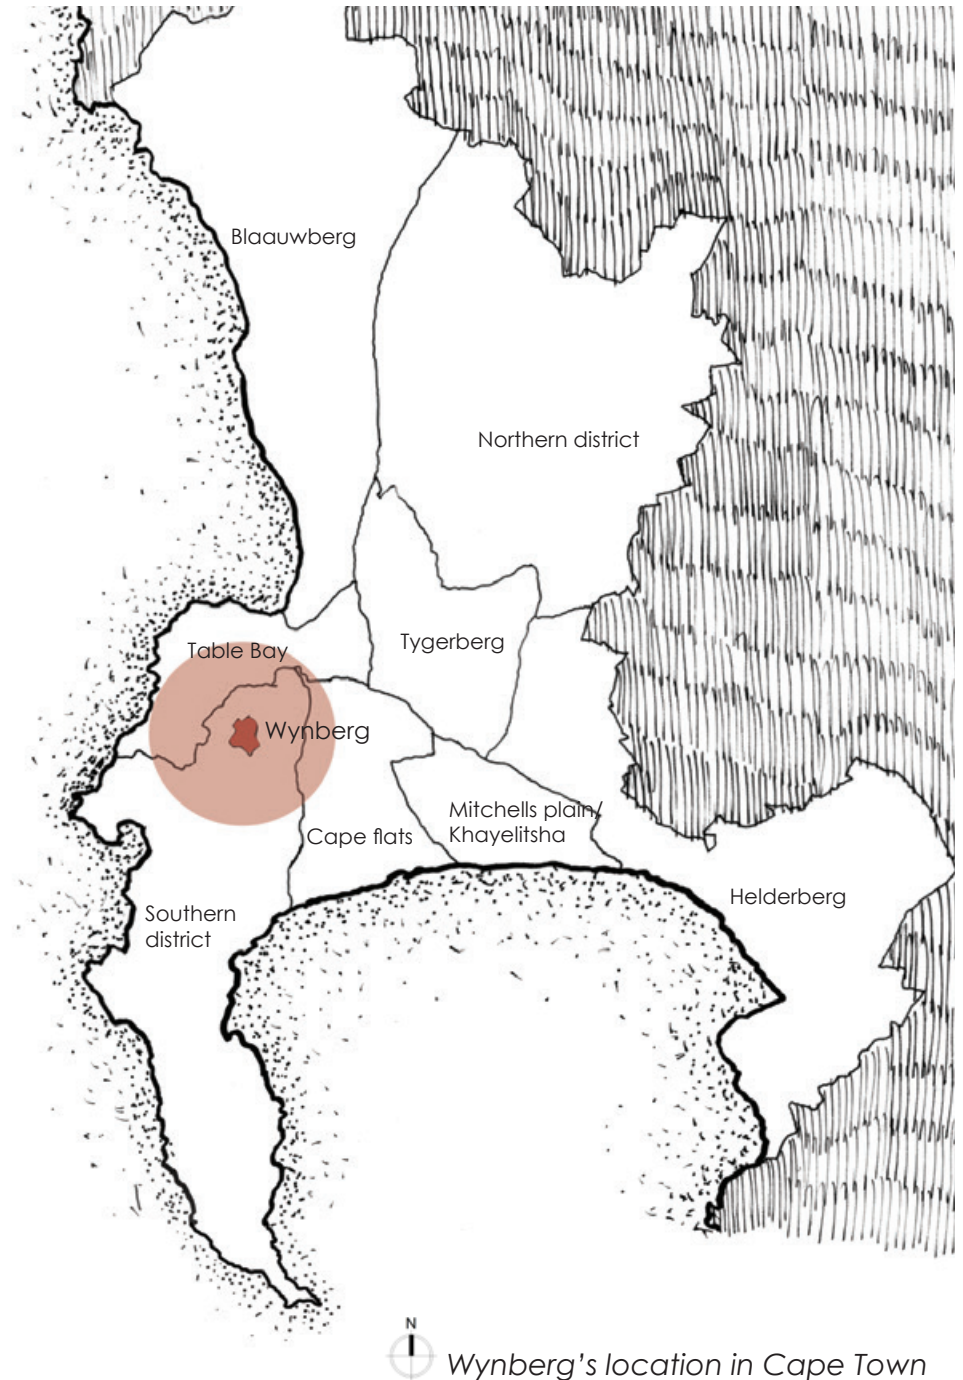 Blaauwberg
Northern district
Table Bay
Tygerberg
Wynberg
Mitchells plain/
Khayelitsha
Cape flats
Helderberg
Southern
district
N
Wynberg's location in Cape Town